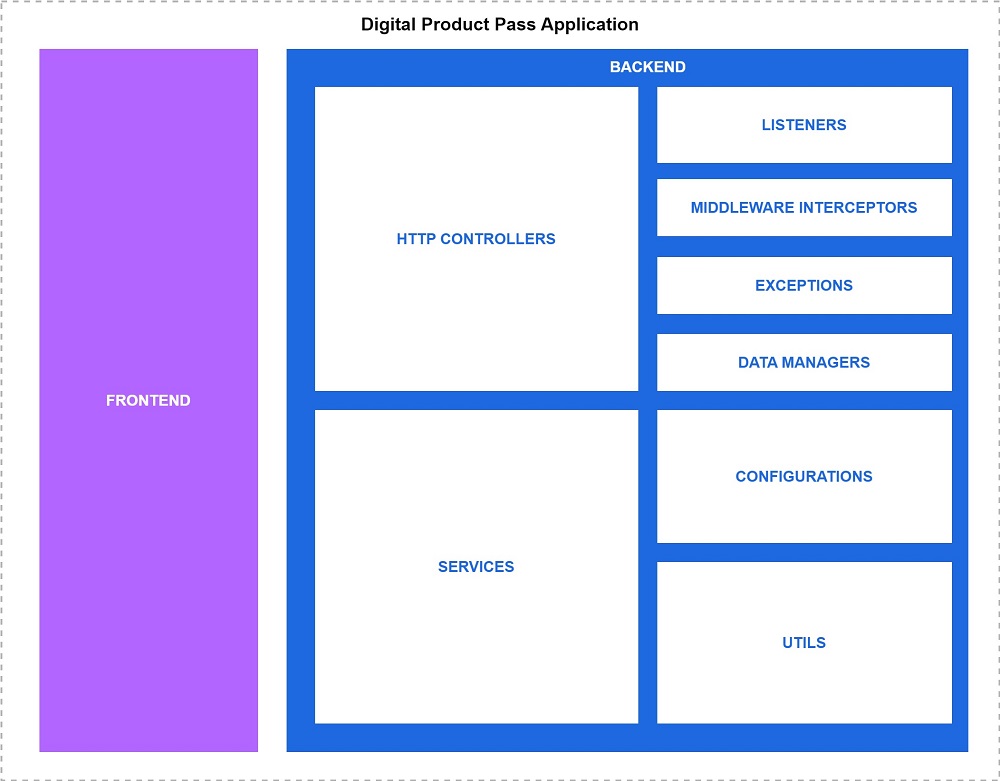 Digital Product Pass Application
FRONTEND
BACKEND
HTTP CONTROLLERS
SERVICES
LISTENERS
MIDDLEWARE INTERCEPTORS
EXCEPTIONS
DATA MANAGERS
CONFIGURATIONS
UTILS